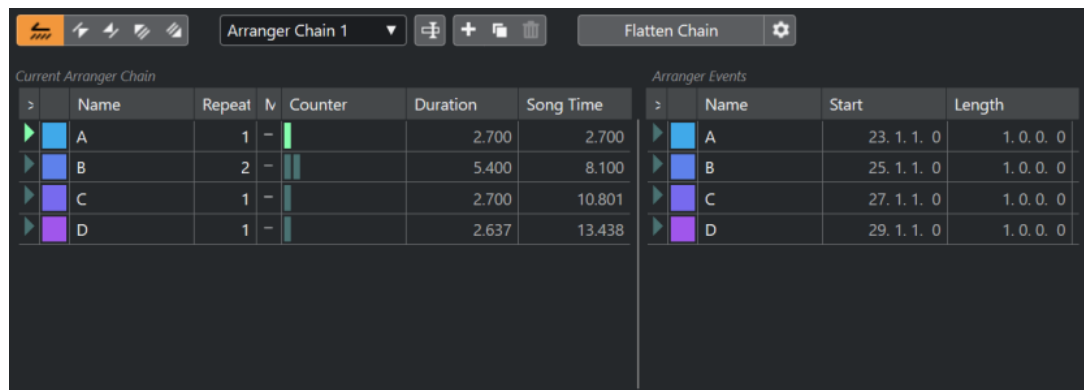 Arranger Chain 1 Flatten Chain
Current Arranger Chain Arranger Events
Name Repeat M Counter Duration Song Time Name Start Length
A 1 – 2.700 2.700 A 23. 1. 1. 0 1. 0. 0. 0
B 2 – 5.400 8.100 B 25. 1. 1. 0 1. 0. 0. 0
C 1 – 2.700 10.801 C 27. 1. 1. 0 1. 0. 0. 0
D 1 – 2.637 13.438 D 29. 1. 1. 0 1. 0. 0. 0